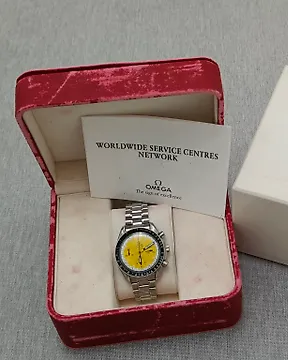 WORLDWIDE SERVICE CENTRES
NETWORK
Ω
OMEGA
The sign of excellence